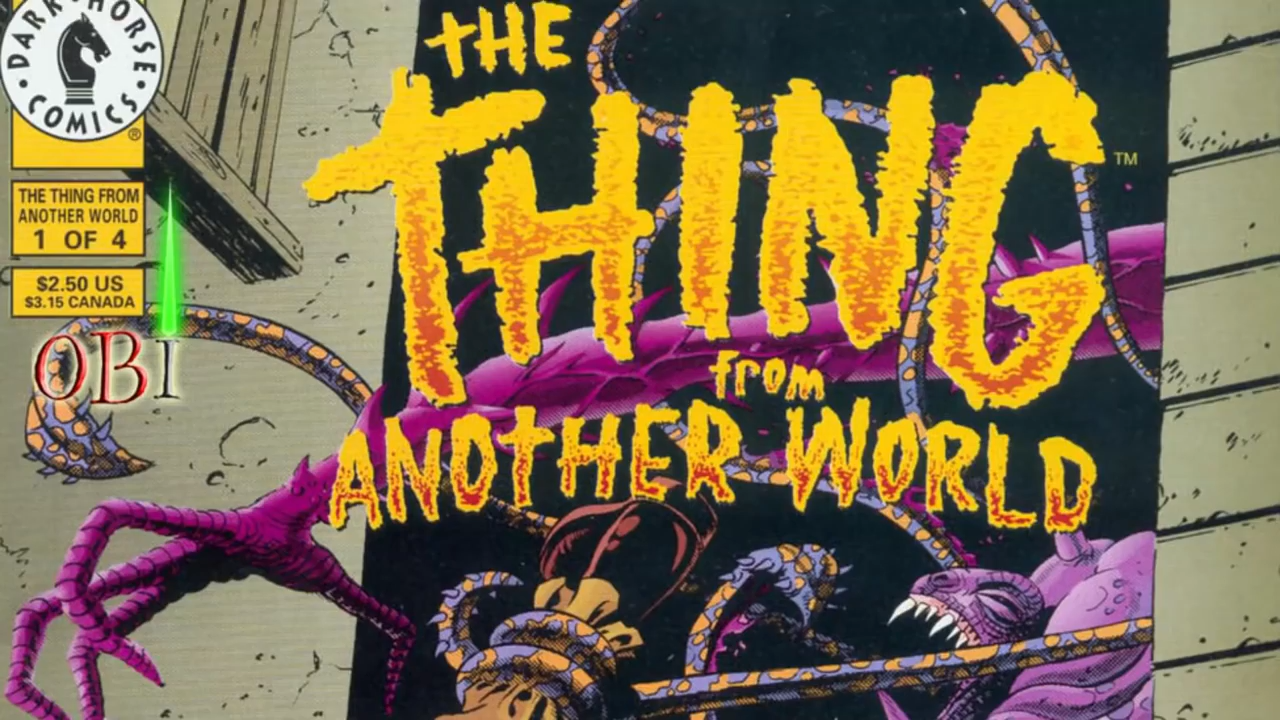 DARK HORSE
COMICS
®
THE THING FROM
ANOTHER WORLD
1 OF 4
$2.50 US
$3.15 CANADA
OBI
THE
THING
TM
from
ANOTHER WORLD